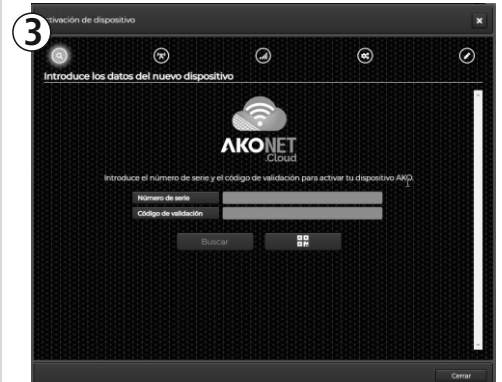 3
Activación de dispositivo
Introduce los datos del nuevo dispositivo
AKONET
.Cloud
Introduce el número de serie y el código de validación para activar tu dispositivo AKO.
Número de serie
Código de validación
Buscar
Cerrar